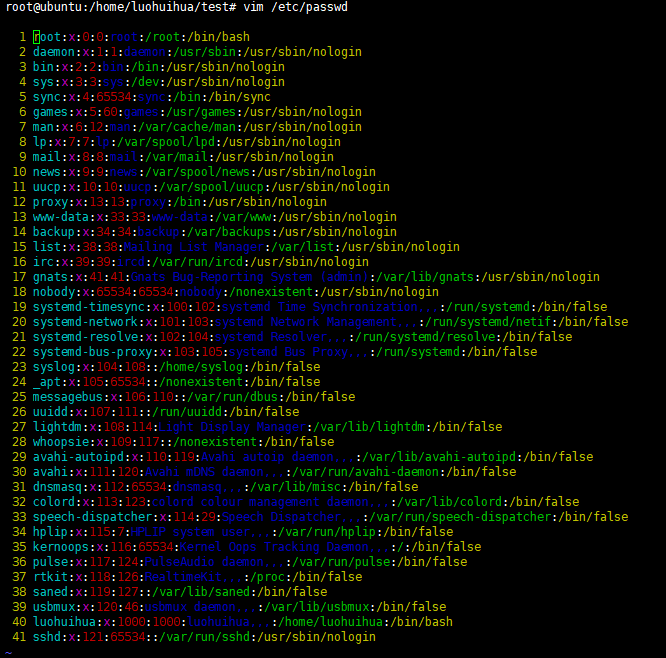 root@ubuntu:/home/luohuihua/test# vim /etc/passwd
1 root:x:0:0:root:/root:/bin/bash
2 daemon:x:1:1:daemon:/usr/sbin:/usr/sbin/nologin
3 bin:x:2:2:bin:/bin:/usr/sbin/nologin
4 sys:x:3:3:sys:/dev:/usr/sbin/nologin
5 sync:x:4:65534:sync:/bin:/bin/sync
6 games:x:5:60:games:/usr/games:/usr/sbin/nologin
7 man:x:6:12:man:/var/cache/man:/usr/sbin/nologin
8 lp:x:7:7:lp:/var/spool/lpd:/usr/sbin/nologin
9 mail:x:8:8:mail:/var/mail:/usr/sbin/nologin
10 news:x:9:9:news:/var/spool/news:/usr/sbin/nologin
11 uucp:x:10:10:uucp:/var/spool/uucp:/usr/sbin/nologin
12 proxy:x:13:13:proxy:/bin:/usr/sbin/nologin
13 www-data:x:33:33:www-data:/var/www:/usr/sbin/nologin
14 backup:x:34:34:backup:/var/backups:/usr/sbin/nologin
15 list:x:38:38:Mailing List Manager:/var/list:/usr/sbin/nologin
16 irc:x:39:39:ircd:/var/run/ircd:/usr/sbin/nologin
17 gnats:x:41:41:Gnats Bug-Reporting System (admin):/var/lib/gnats:/usr/sbin/nologin
18 nobody:x:65534:65534:nobody:/nonexistent:/usr/sbin/nologin
19 systemd-timesync:x:100:102:systemd Time Synchronization,,,:/run/systemd:/bin/false
20 systemd-network:x:101:103:systemd Network Management,,,:/run/systemd/netif:/bin/false
21 systemd-resolve:x:102:104:systemd Resolver,,,:/run/systemd/resolve:/bin/false
22 systemd-bus-proxy:x:103:105:systemd Bus Proxy,,,:/run/systemd:/bin/false
23 syslog:x:104:108::/home/syslog:/bin/false
24 _apt:x:105:65534::/nonexistent:/bin/false
25 messagebus:x:106:110::/var/run/dbus:/bin/false
26 uuidd:x:107:111::/run/uuidd:/bin/false
27 lightdm:x:108:114:Light Display Manager:/var/lib/lightdm:/bin/false
28 whoopsie:x:109:117::/nonexistent:/bin/false
29 avahi-autoipd:x:110:119:Avahi autoip daemon,,,:/var/lib/avahi-autoipd:/bin/false
30 avahi:x:111:120:Avahi mDNS daemon,,,:/var/run/avahi-daemon:/bin/false
31 dnsmasq:x:112:65534:dnsmasq,,,:/var/lib/misc:/bin/false
32 colord:x:113:123:colord colour management daemon,,,:/var/lib/colord:/bin/false
33 speech-dispatcher:x:114:29:Speech Dispatcher,,,:/var/run/speech-dispatcher:/bin/false
34 hplip:x:115:7:HPLIP system user,,,:/var/run/hplip:/bin/false
35 kernoops:x:116:65534:Kernel Oops Tracking Daemon,,,:/:/bin/false
36 pulse:x:117:124:PulseAudio daemon,,,:/var/run/pulse:/bin/false
37 rtkit:x:118:126:RealtimeKit,,,:/proc:/bin/false
38 saned:x:119:127::/var/lib/saned:/bin/false
39 usbmux:x:120:46:usbmux daemon,,,:/var/lib/usbmux:/bin/false
40 luohuihua:x:1000:1000:luohuihua,,,:/home/luohuihua:/bin/bash
41 sshd:x:121:65534::/var/run/sshd:/usr/sbin/nologin
~